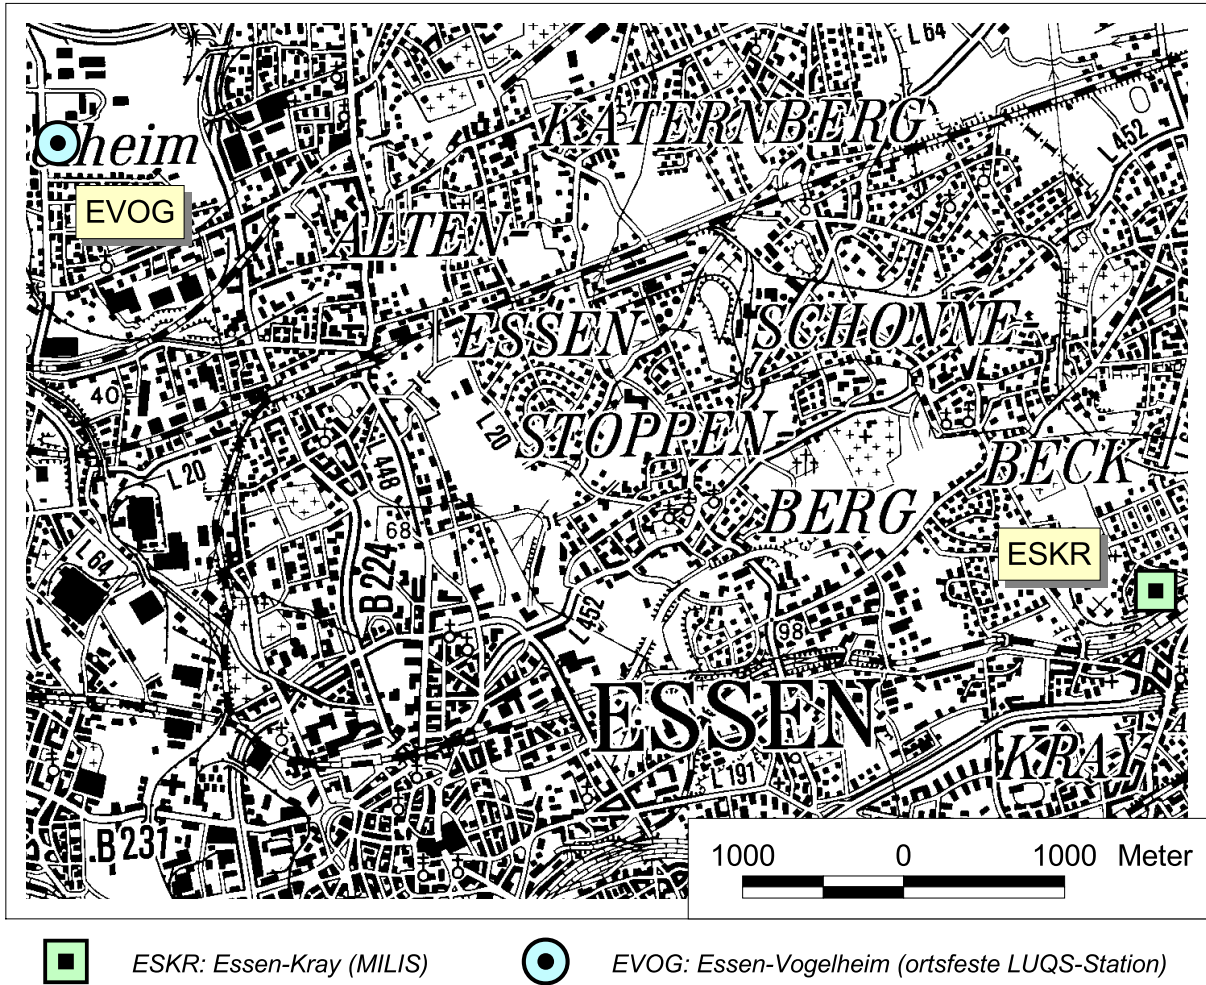 L 64
KATERNBERG
L 452
heim
EVOG
ALTEN-
ESSEN
SCHONNE-
40
L 20
STOPPEN-
BECK
L 20
448
68
BERG
ESKR
L 64
B 224
L 452
98
ESSEN
KRAY
L 191
B 231
1000 0 1000 Meter
ESKR: Essen-Kray (MILIS)
EVOG: Essen-Vogelheim (ortsfeste LUQS-Station)